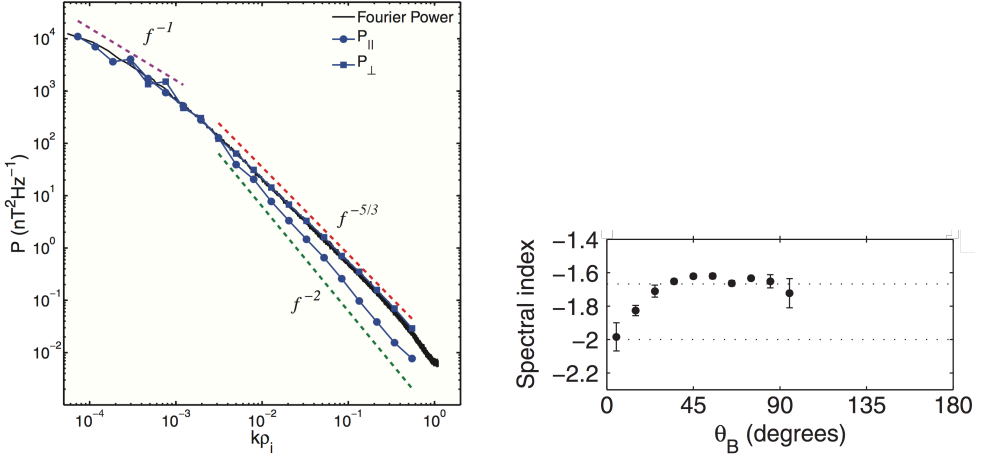 Fourier Power
P||
P⊥
f⁻¹
f⁻⁵/³
f⁻²
10⁴
10³
10²
10¹
10⁰
10⁻¹
10⁻²
P (nT²Hz⁻¹)
10⁻⁴ 10⁻³ 10⁻² 10⁻¹ 10⁰
kρi
−1.4
−1.6
−1.8
−2
−2.2
Spectral index
0 45 90 135 180
θB (degrees)